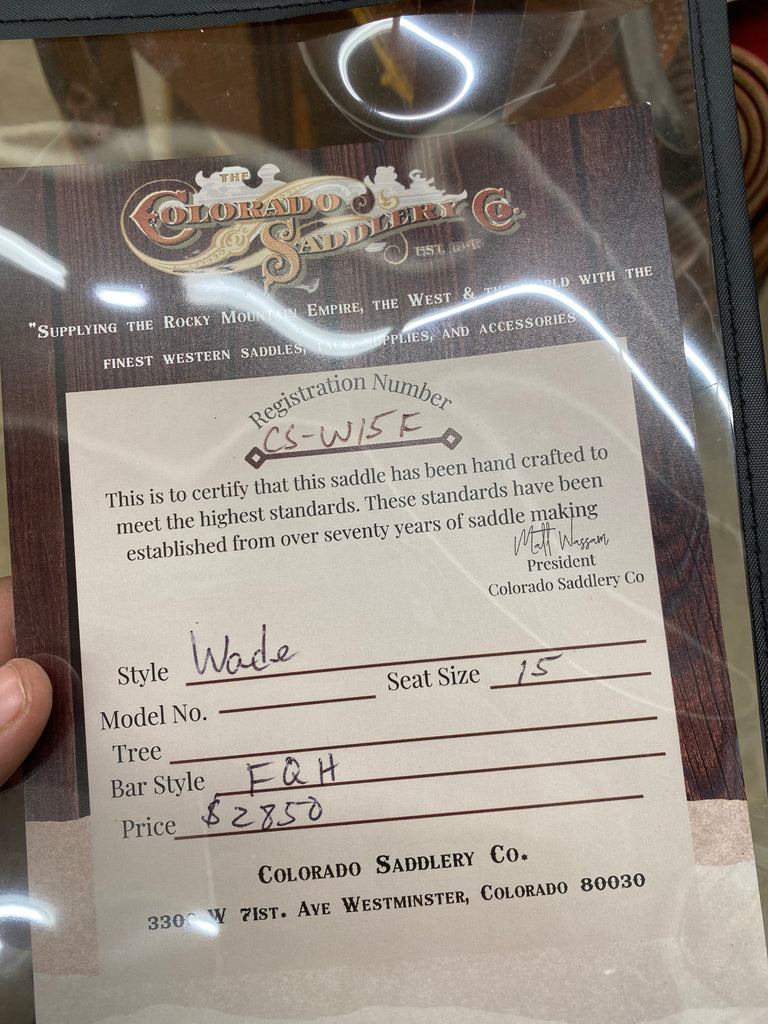 THE
COLORADO
SADDLERY CO.
EST.
"SUPPLYING THE ROCKY MOUNTAIN EMPIRE, THE WEST & THE WORLD WITH THE
FINEST WESTERN SADDLES, TACK, SUPPLIES, AND ACCESSORIES
Registration Number
CS-W15F
This is to certify that this saddle has been hand crafted to
meet the highest standards. These standards have been
established from over seventy years of saddle making
Matt Wassam
President
Colorado Saddlery Co
Style Wade
Seat Size 15
Model No.
Tree
Bar Style FQH
Price $2850
COLORADO SADDLERY CO.
W 71ST. AVE WESTMINSTER, COLORADO 80030